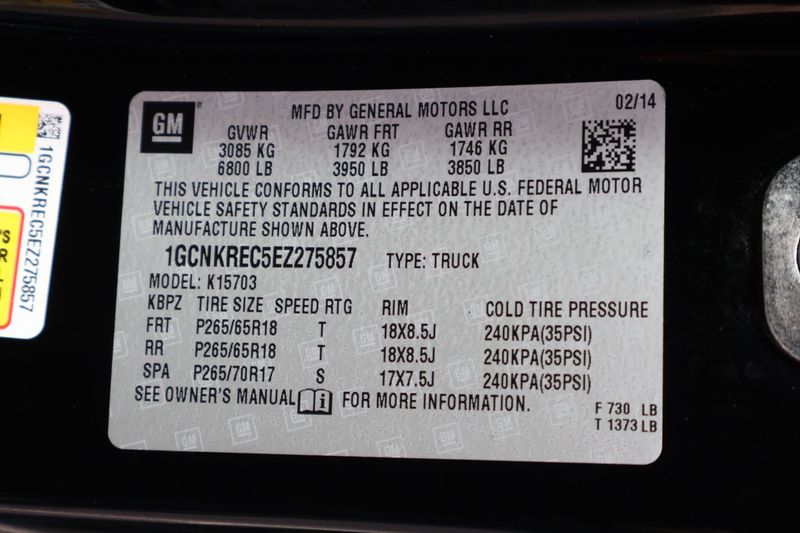 GM
MFD BY GENERAL MOTORS LLC
02/14
GVWR GAWR FRT GAWR RR
3085 KG 1792 KG 1746 KG
6800 LB 3950 LB 3850 LB
THIS VEHICLE CONFORMS TO ALL APPLICABLE U.S. FEDERAL MOTOR
VEHICLE SAFETY STANDARDS IN EFFECT ON THE DATE OF
MANUFACTURE SHOWN ABOVE.
1GCNKREC5EZ275857 TYPE: TRUCK
MODEL: K15703
KBPZ TIRE SIZE SPEED RTG RIM COLD TIRE PRESSURE
FRT P265/65R18 T 18X8.5J 240KPA(35PSI)
RR P265/65R18 T 18X8.5J 240KPA(35PSI)
SPA P265/70R17 S 17X7.5J 240KPA(35PSI)
SEE OWNER'S MANUAL FOR MORE INFORMATION.
F 730 LB
T 1373 LB
1GCNKREC5EZ275857